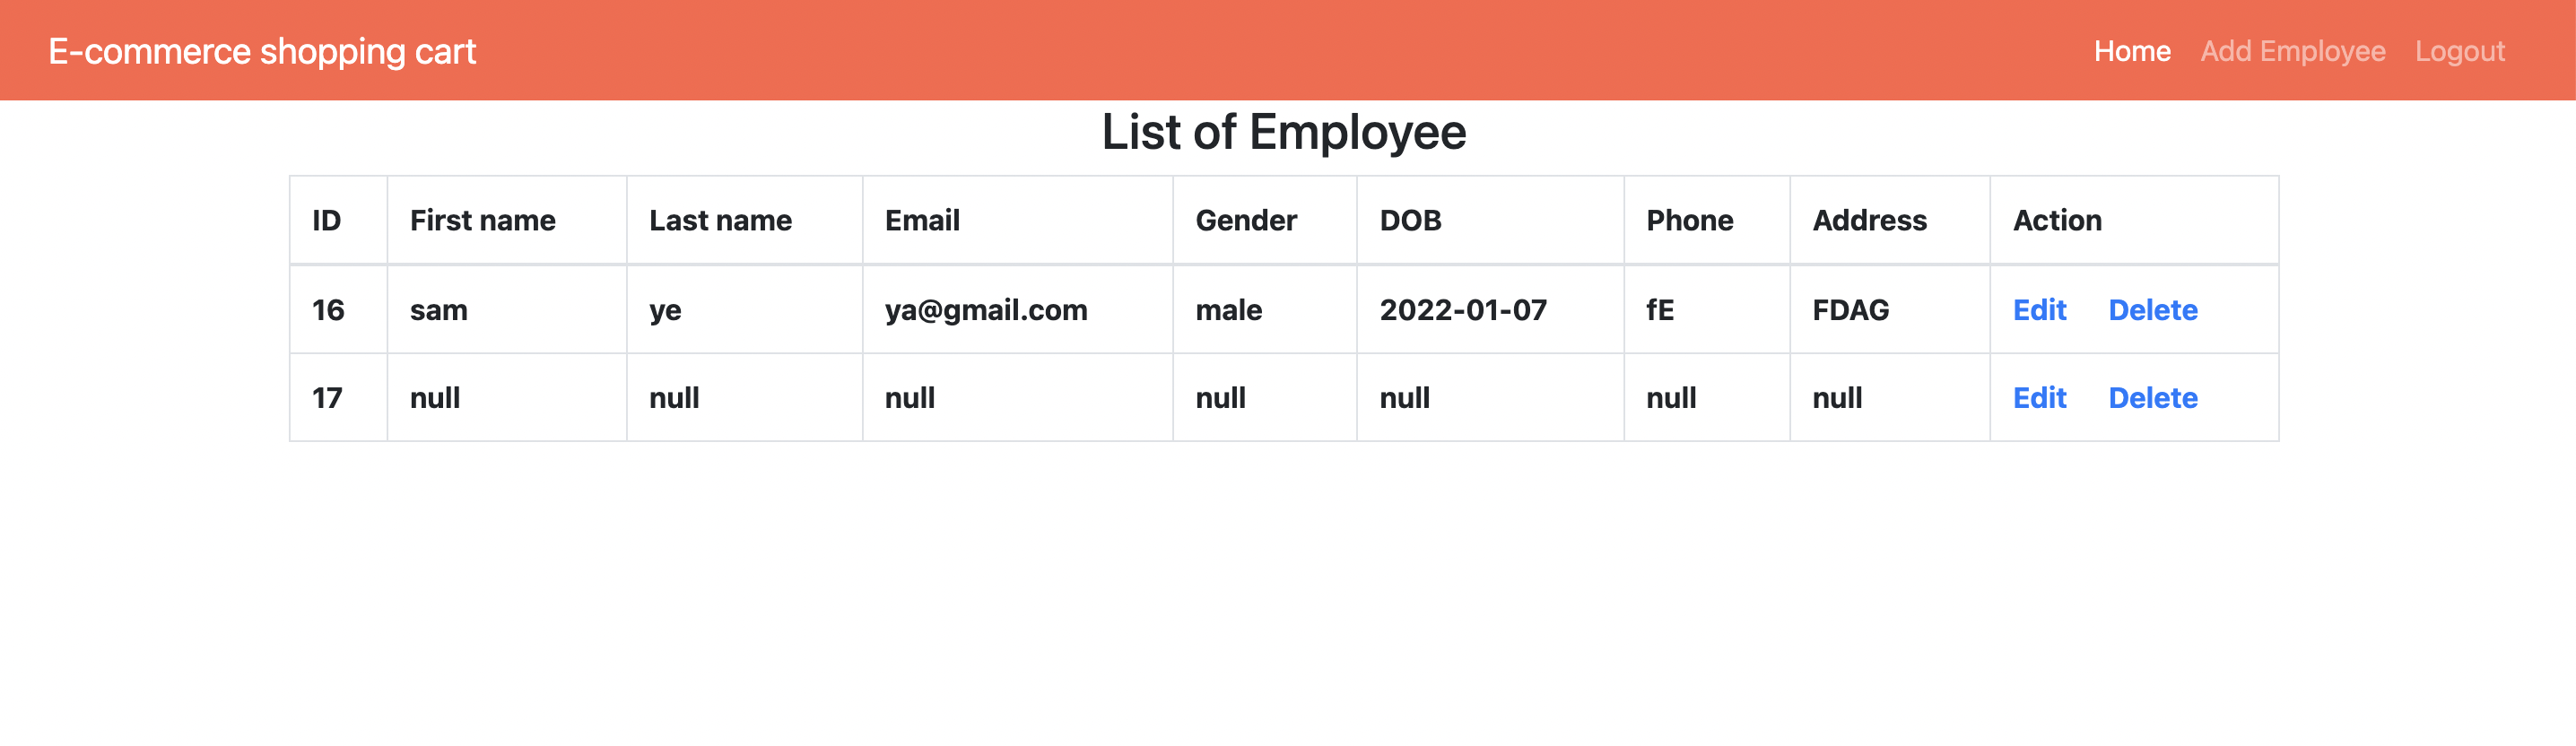 E-commerce shopping cart Home Add Employee Logout
List of Employee
ID First name Last name Email Gender DOB Phone Address Action
16 sam ye ya@gmail.com male 2022-01-07 fE FDAG Edit Delete
17 null null null null null null null Edit Delete